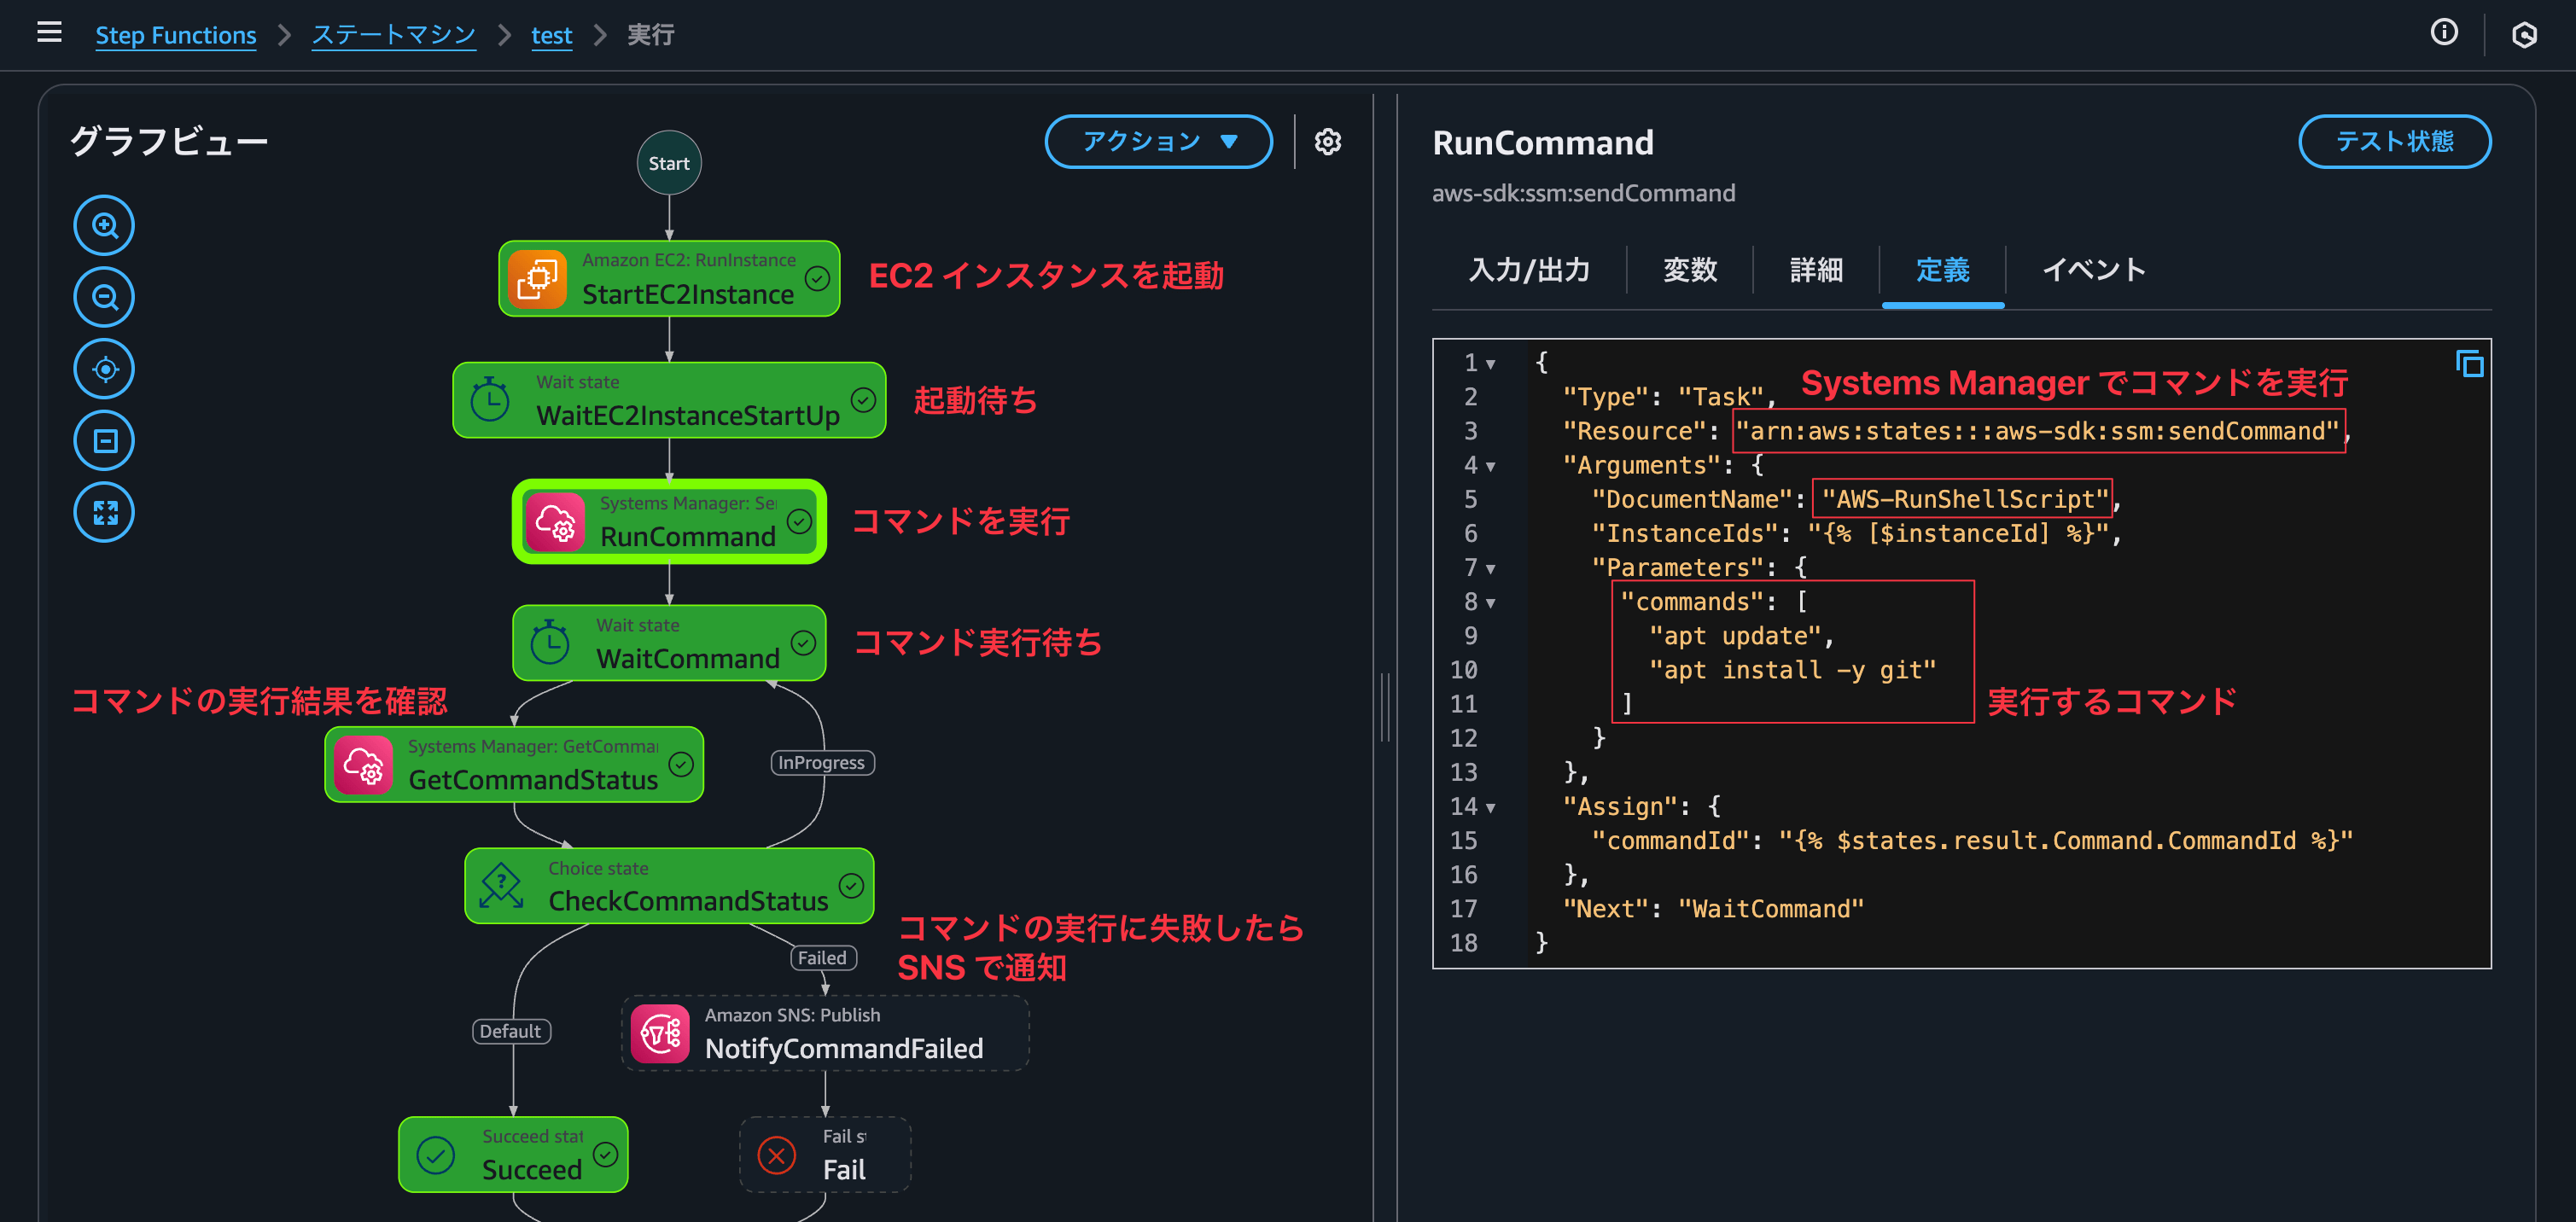 Step Functions > ステートマシン > test > 実行
グラフビュー
アクション ▼
Start
Amazon EC2: RunInstance
StartEC2Instance
EC2 インスタンスを起動
Wait state
WaitEC2InstanceStartUp
起動待ち
Systems Manager: Se
RunCommand
コマンドを実行
Wait state
WaitCommand
コマンド実行待ち
コマンドの実行結果を確認
Systems Manager: GetComma
GetCommandStatus
InProgress
Choice state
CheckCommandStatus
コマンドの実行に失敗したら
SNS で通知
Failed
Default
Amazon SNS: Publish
NotifyCommandFailed
Succeed stat
Succeed
Fail s
Fail
RunCommand
テスト状態
aws-sdk:ssm:sendCommand
入力/出力 変数 詳細 定義 イベント
Systems Manager でコマンドを実行
1 {
2 "Type": "Task",
3 "Resource": "arn:aws:states:::aws-sdk:ssm:sendCommand",
4 "Arguments": {
5 "DocumentName": "AWS-RunShellScript",
6 "InstanceIds": "{% [$instanceId] %}",
7 "Parameters": {
8 "commands": [
9 "apt update",
10 "apt install -y git"
11 ]
実行するコマンド
12 }
13 },
14 "Assign": {
15 "commandId": "{% $states.result.Command.CommandId %}"
16 },
17 "Next": "WaitCommand"
18 }